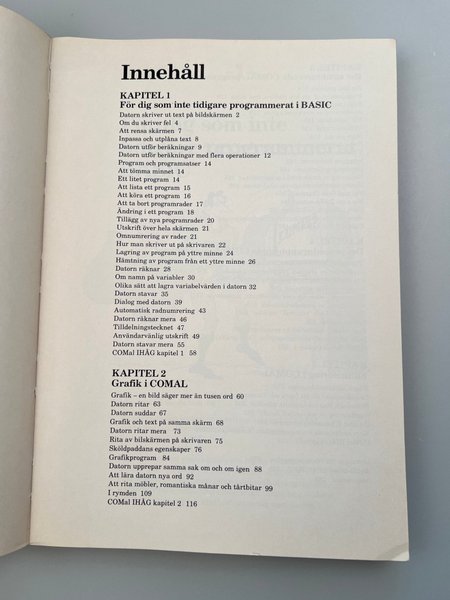 Innehåll
KAPITEL 1
För dig som inte tidigare programmerat i BASIC
Datorn skriver ut text på bildskärmen 2
Om du skriver fel 4
Att rensa skärmen 7
Inpassa och utplåna text 8
Datorn utför beräkningar 9
Datorn utför beräkningar med flera operationer 12
Program och programsatser 14
Att tömma minnet 14
Ett litet program 14
Att lista ett program 15
Att köra ett program 16
Att ta bort programrader 17
Ändring i ett program 18
Tillägg av nya programrader 20
Utskrift över hela skärmen 21
Omnumrering av rader 21
Hur man skriver ut på skrivaren 22
Lagring av program på yttre minne 24
Hämtning av program från ett yttre minne 26
Datorn räknar 28
Om namn på variabler 30
Olika sätt att lagra variabelvärden i datorn 32
Datorn stavar 35
Dialog med datorn 39
Automatisk radnumrering 43
Datorn räknar mera 46
Tilldelningstecknet 47
Användarvänlig utskrift 49
Datorn stavar mera 55
COMal IHÅG kapitel 1 58
KAPITEL 2
Grafik i COMAL
Grafik – en bild säger mer än tusen ord 60
Datorn ritar 63
Datorn suddar 67
Grafik och text på samma skärm 68
Datorn ritar mera 73
Rita av bilskärmen på skrivaren 75
Sköldpaddans egenskaper 76
Grafikprogram 84
Datorn upprepar samma sak om och om igen 88
Att lära datorn nya ord 92
Att rita möbler, romantiska månar och tårtbitar 99
I rymden 109
COMal IHÅG kapitel 2 116